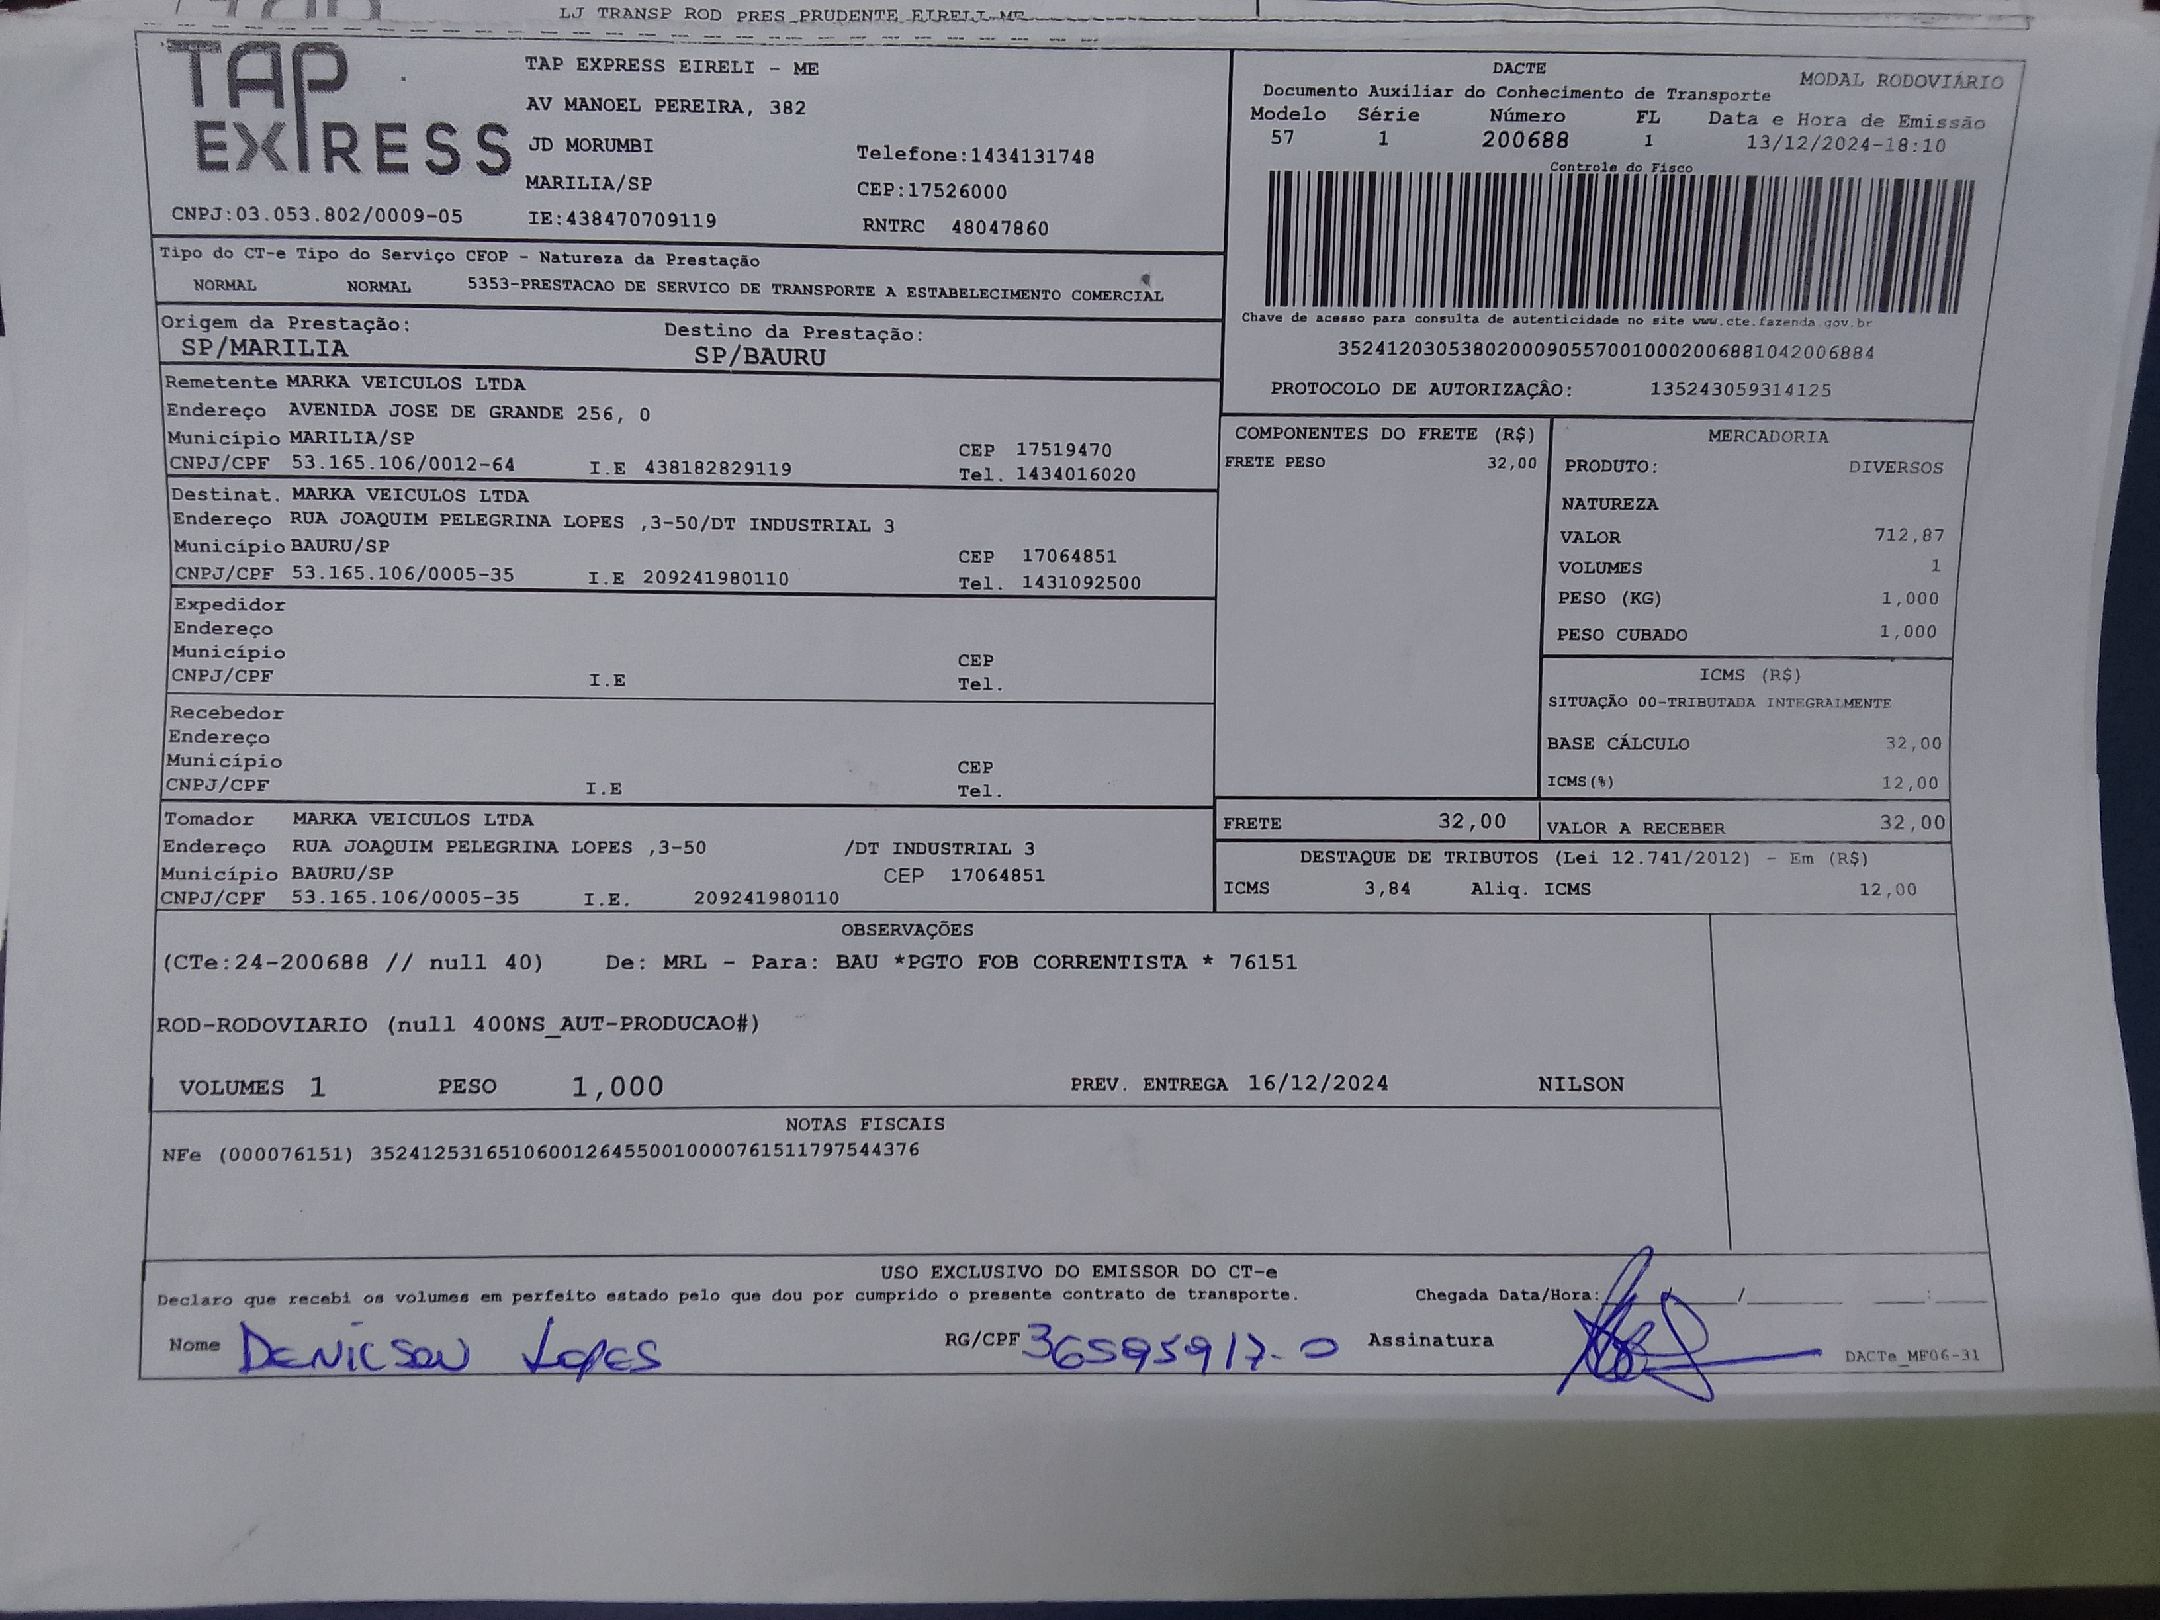 LJ TRANSP ROD PRES PRUDENTE EIRELI ME
TAP EXPRESS
TAP EXPRESS EIRELI - ME
AV MANOEL PEREIRA, 382
JD MORUMBI
Telefone:1434131748
MARILIA/SP
CEP:17526000
CNPJ:03.053.802/0009-05
IE:438470709119
RNTRC 48047860
DACTE
MODAL RODOVIÁRIO
Documento Auxiliar do Conhecimento de Transporte
Modelo Série Número FL Data e Hora de Emissão
57 1 200688 1 13/12/2024-18:10
Controle do Fisco
Chave de acesso para consulta de autenticidade no site www.cte.fazenda.gov.br
35241203053802000905570010002006881042006884
PROTOCOLO DE AUTORIZAÇÂO: 135243059314125
Tipo do CT-e Tipo do Serviço CFOP - Natureza da Prestação
NORMAL NORMAL 5353-PRESTACAO DE SERVICO DE TRANSPORTE A ESTABELECIMENTO COMERCIAL
Origem da Prestação: Destino da Prestação:
SP/MARILIA SP/BAURU
Remetente MARKA VEICULOS LTDA
Endereço AVENIDA JOSE DE GRANDE 256, 0
Município MARILIA/SP CEP 17519470
CNPJ/CPF 53.165.106/0012-64 I.E 438182829119 Tel. 1434016020
Destinat. MARKA VEICULOS LTDA
Endereço RUA JOAQUIM PELEGRINA LOPES ,3-50/DT INDUSTRIAL 3
Município BAURU/SP CEP 17064851
CNPJ/CPF 53.165.106/0005-35 I.E 209241980110 Tel. 1431092500
Expedidor
Endereço
Município CEP
CNPJ/CPF I.E Tel.
Recebedor
Endereço
Município CEP
CNPJ/CPF I.E Tel.
Tomador MARKA VEICULOS LTDA
Endereço RUA JOAQUIM PELEGRINA LOPES ,3-50 /DT INDUSTRIAL 3
Município BAURU/SP CEP 17064851
CNPJ/CPF 53.165.106/0005-35 I.E. 209241980110
COMPONENTES DO FRETE (R$)
FRETE PESO 32,00
MERCADORIA
PRODUTO: DIVERSOS
NATUREZA
VALOR 712,87
VOLUMES 1
PESO (KG) 1,000
PESO CUBADO 1,000
ICMS (R$)
SITUAÇÃO 00-TRIBUTADA INTEGRALMENTE
BASE CÁLCULO 32,00
ICMS(%) 12,00
FRETE 32,00 VALOR A RECEBER 32,00
DESTAQUE DE TRIBUTOS (Lei 12.741/2012) - Em (R$)
ICMS 3,84 Aliq. ICMS 12,00
OBSERVAÇÕES
(CTe:24-200688 // null 40) De: MRL - Para: BAU *PGTO FOB CORRENTISTA * 76151
ROD-RODOVIARIO (null 400NS_AUT-PRODUCAO#)
VOLUMES 1 PESO 1,000 PREV. ENTREGA 16/12/2024 NILSON
NOTAS FISCAIS
NFe (000076151) 35241253165106001264550010000761511797544376
USO EXCLUSIVO DO EMISSOR DO CT-e
Declaro que recebi os volumes em perfeito estado pelo que dou por cumprido o presente contrato de transporte. Chegada Data/Hora: / / :
Nome DENICSON LOPES RG/CPF 36595917-0 Assinatura
DACTe_MF06-31